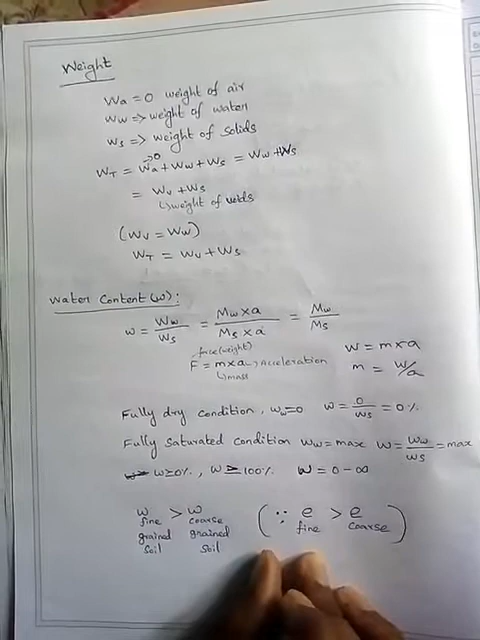 Weight
Wa = 0 weight of air
Ww => weight of water
Ws => weight of solids
WT = Wa→0 + Ww + Ws = Ww + Ws
= Wv + Ws
↳ weight of voids
(Wv = Ww)
WT = Wv + Ws
Water Content (w):
w = Ww/Ws = Mw x a/Ms x a = Mw/Ms
force (weight)
F = m x a → Acceleration
↳ mass
W = m x a
m = W/a
Fully dry condition, ww = 0 w = 0/ws = 0%
Fully saturated condition Ww = max w = Ww/Ws = max
w ≥ 0%, w ≥ 100% w = 0 - ∞
w fine grained soil > w coarse grained soil (∵ e fine > e coarse)